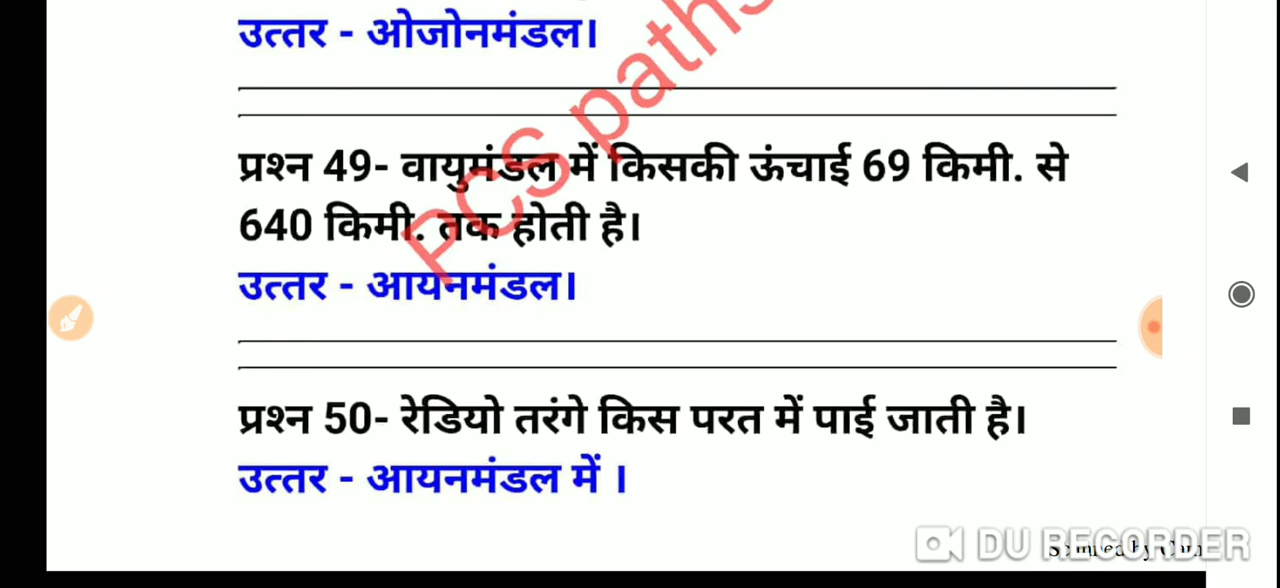 उत्तर - ओजोनमंडल।
PCS paths
प्रश्न 49- वायुमंडल में किसकी ऊंचाई 69 किमी. से
640 किमी. तक होती है।
उत्तर - आयनमंडल।
प्रश्न 50- रेडियो तरंगे किस परत में पाई जाती है।
उत्तर - आयनमंडल में ।
DU RECORDER